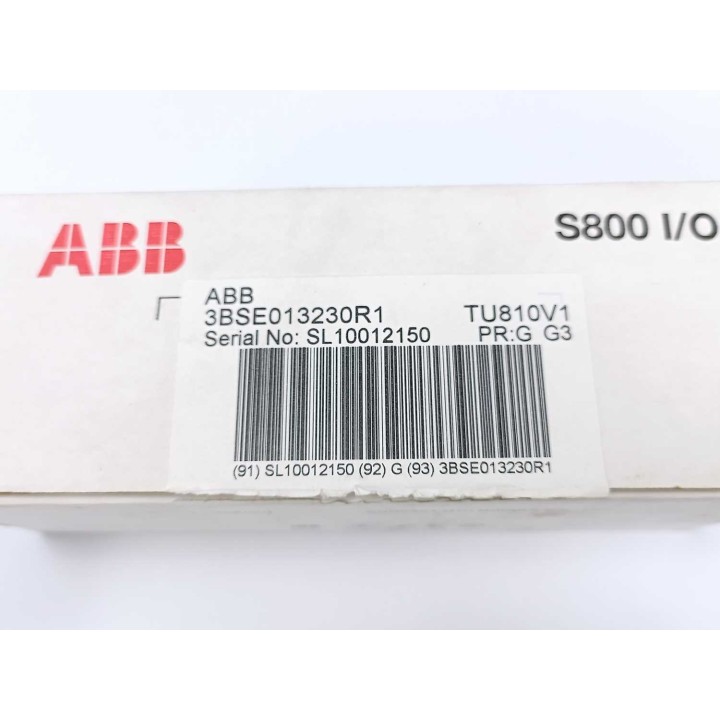 ABB
S800 I/O
ABB
3BSE013230R1 TU810V1
Serial No: SL10012150 PR:G G3
(91) SL10012150 (92) G (93) 3BSE013230R1